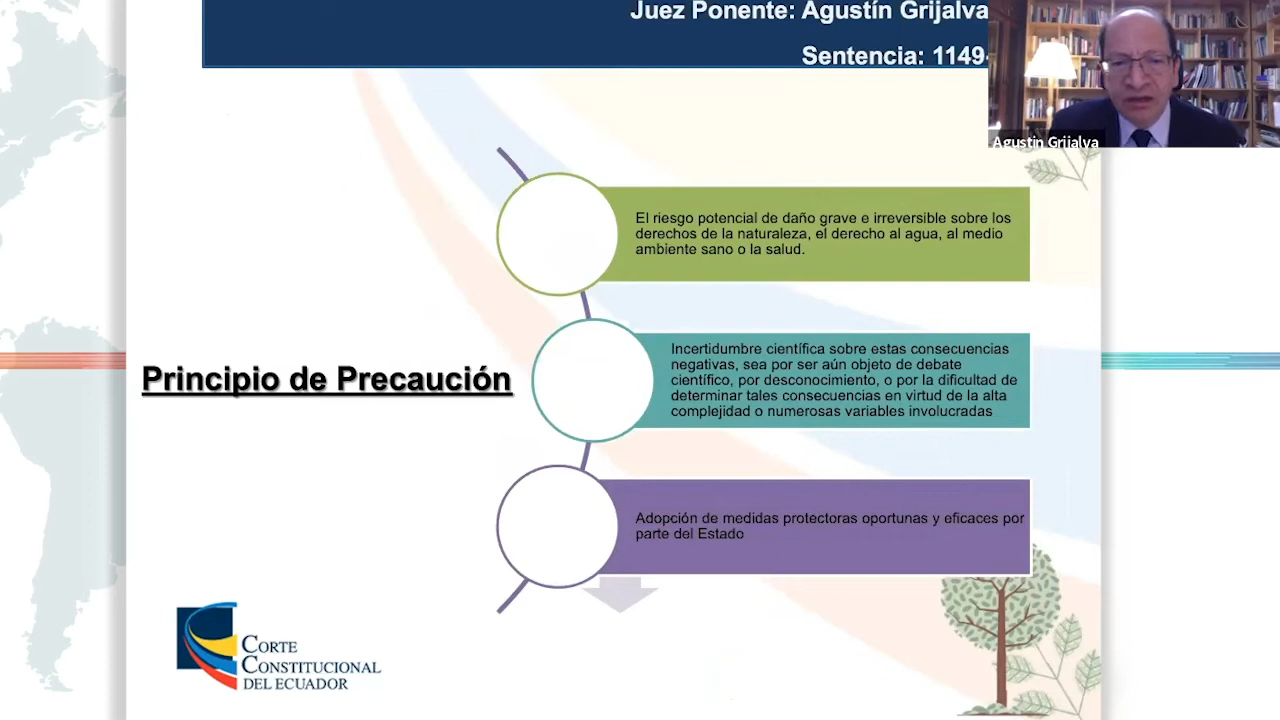 Juez Ponente: Agustín Grijalva
Sentencia: 1149-
Agustín Grijalva
El riesgo potencial de daño grave e irreversible sobre los
derechos de la naturaleza, el derecho al agua, al medio
ambiente sano o la salud.
Incertidumbre científica sobre estas consecuencias
negativas, sea por ser aún objeto de debate
científico, por desconocimiento, o por la dificultad de
determinar tales consecuencias en virtud de la alta
complejidad o numerosas variables involucradas
Principio de Precaución
Adopción de medidas protectoras oportunas y eficaces por
parte del Estado
CORTE
CONSTITUCIONAL
DEL ECUADOR